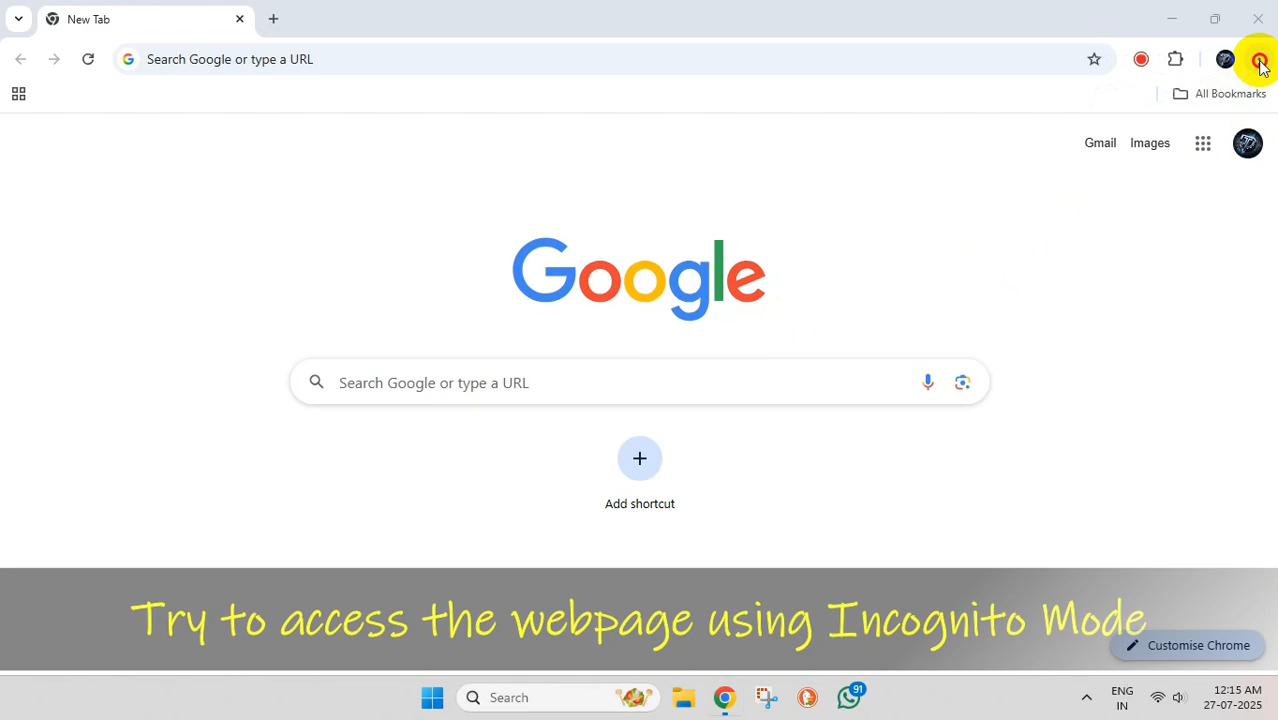 New Tab
Search Google or type a URL
All Bookmarks
Gmail Images
Google
Search Google or type a URL
Add shortcut
Try to access the webpage using Incognito Mode
Customise Chrome
Search
91
ENG
IN
12:15 AM
27-07-2025